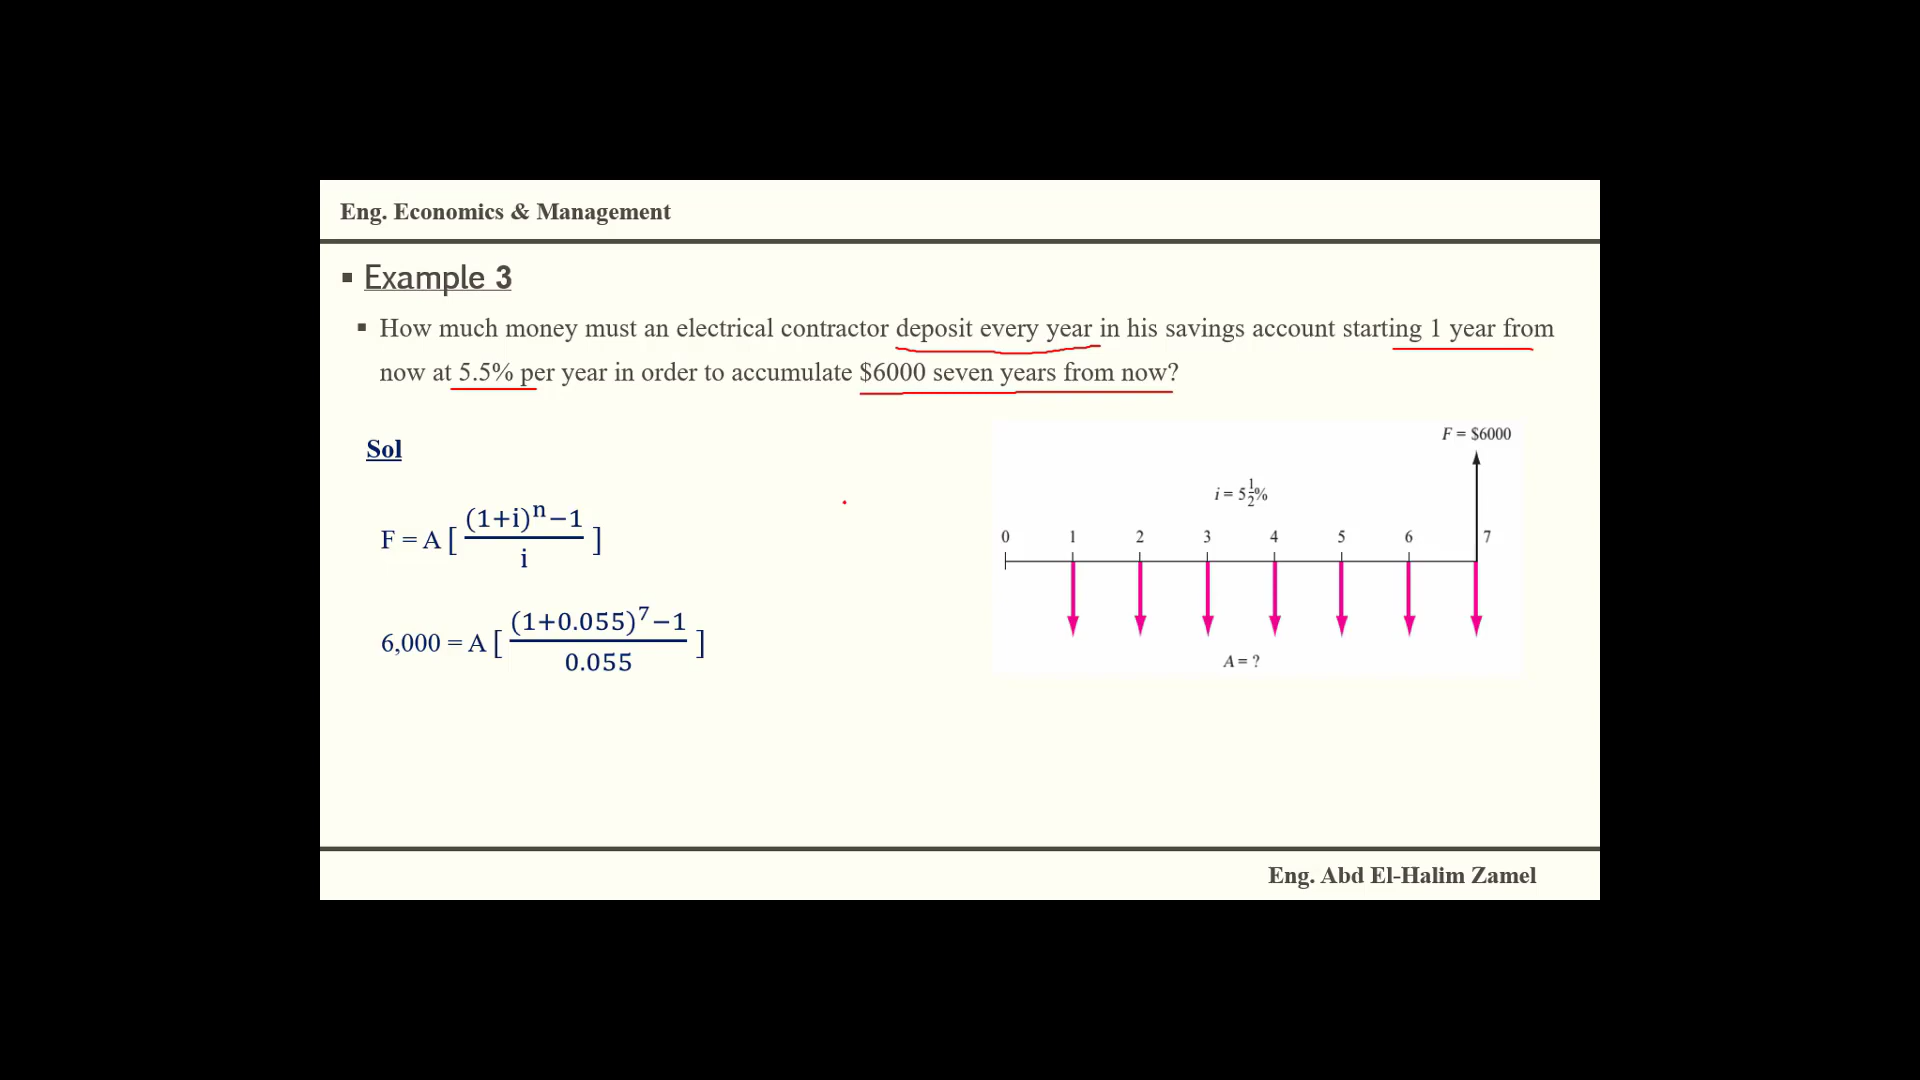 Eng. Economics & Management
▪ Example 3
▪ How much money must an electrical contractor deposit every year in his savings account starting 1 year from
now at 5.5% per year in order to accumulate $6000 seven years from now?
Sol
F = A [ (1+i)ⁿ−1 / i ]
6,000 = A [ (1+0.055)⁷−1 / 0.055 ]
F = $6000
i = 5½%
0 1 2 3 4 5 6 7
A = ?
Eng. Abd El-Halim Zamel